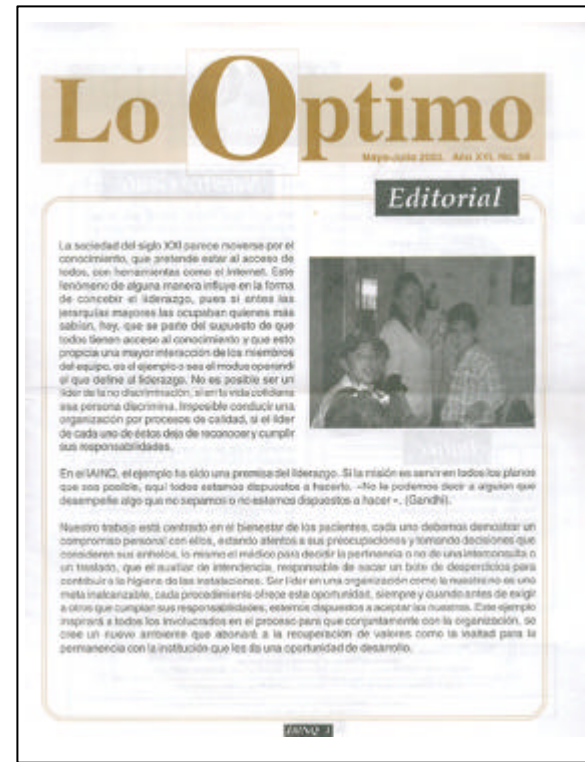 Lo Optimo
Mayo-Junio 2003. Año XVI, No. 98
Editorial
La sociedad del siglo XXI parece moverse por el
conocimiento, que pretende estar al acceso de
todos, con herramientas como el Internet. Este
fenómeno de alguna manera influye en la forma
de concebir el liderazgo, pues si antes las
jerarquías mayores las ocupaban quienes más
sabían, hoy, que se parte del supuesto de que
todos tienen acceso al conocimiento y que esto
propicia una mayor interacción de los miembros
del equipo, es el ejemplo o sea el modus operandi
el que define al liderazgo. No es posible ser un
líder de la no discriminación, si en la vida cotidiana
esa persona discrimina. Imposible conducir una
organización por procesos de calidad, si el líder
de cada uno de éstos deja de reconocer y cumplir
sus responsabilidades.
En el IAINQ, el ejemplo ha sido una premisa del liderazgo. Si la misión es servir en todos los planos
que sea posible, aquí todos estamos dispuestos a hacerlo. «No le podemos decir a alguien que
desempeñe algo que no sepamos o no estemos dispuestos a hacer », (Gandhi).
Nuestro trabajo está centrado en el bienestar de los pacientes, cada uno debemos demostrar un
compromiso personal con ellos, estando atentos a sus preocupaciones y tomando decisiones que
consideren sus anhelos, lo mismo el médico para decidir la pertinencia o no de una interconsulta o
un traslado, que el auxiliar de intendencia, responsable de sacar un bote de desperdicios para
contribuir a la higiene de las instalaciones. Ser líder en una organización como la nuestra no es una
meta inalcanzable, cada procedimiento ofrece esta oportunidad, siempre y cuando antes de exigir
a otros que cumplan sus responsabilidades, estemos dispuestos a aceptar las nuestras. Este ejemplo
inspirará a todos los involucrados en el proceso para que conjuntamente con la organización, se
cree un nuevo ambiente que abonará a la recuperación de valores como la lealtad para la
permanencia con la institución que les da una oportunidad de desarrollo.